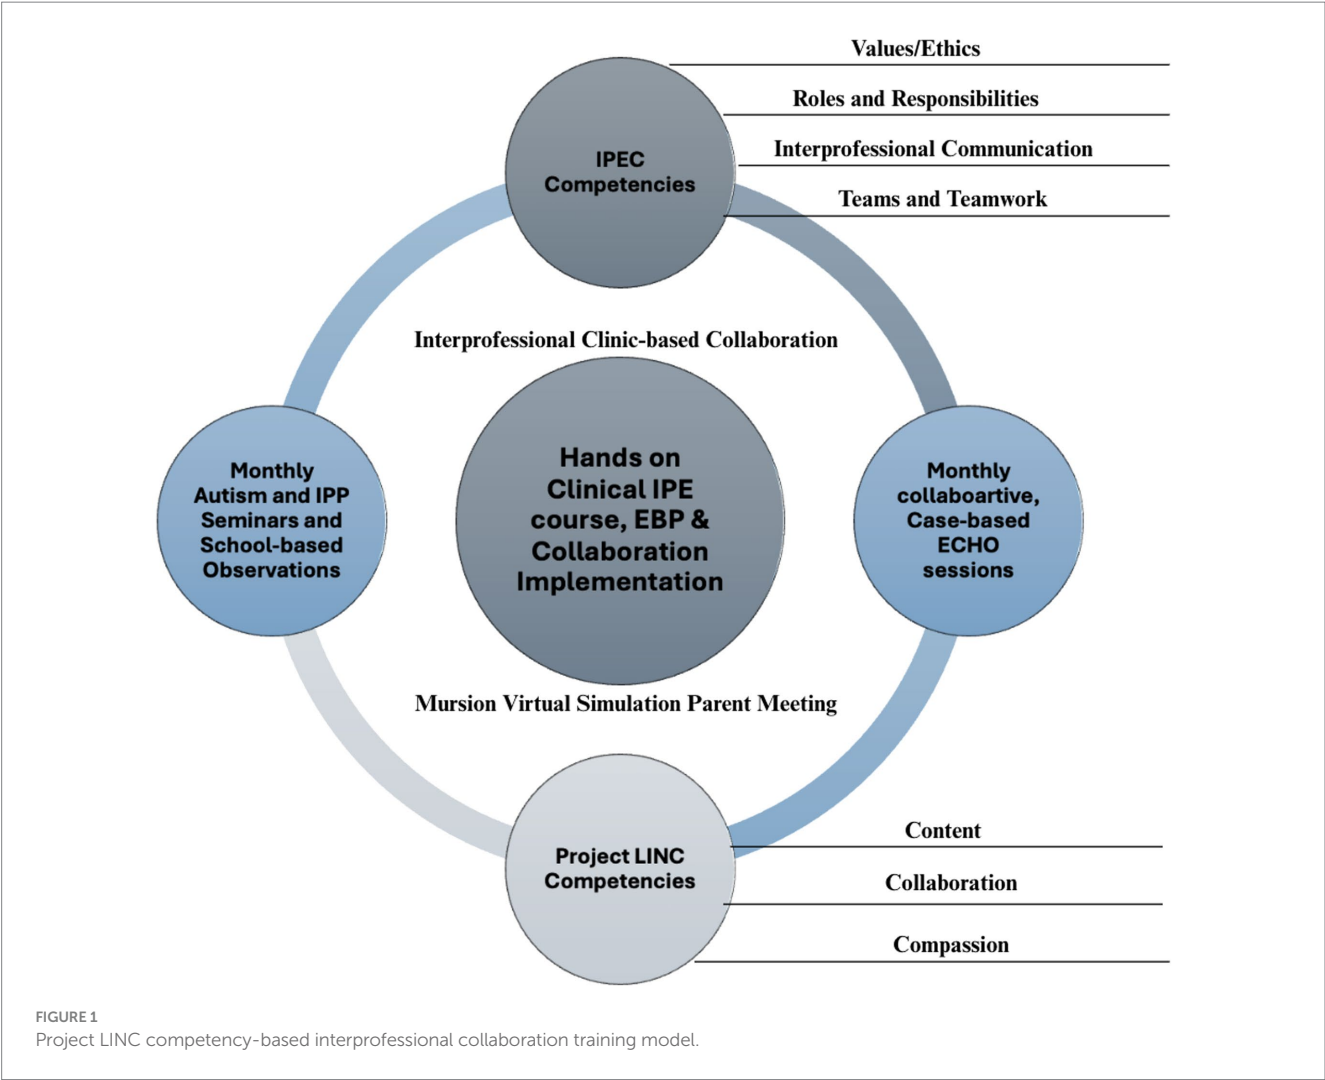 Values/Ethics
Roles and Responsibilities
Interprofessional Communication
Teams and Teamwork
IPEC
Competencies
Interprofessional Clinic-based Collaboration
Monthly
Autism and IPP
Seminars and
School-based
Observations
Hands on
Clinical IPE
course, EBP &
Collaboration
Implementation
Monthly
collaboartive,
Case-based
ECHO
sessions
Mursion Virtual Simulation Parent Meeting
Project LINC
Competencies
Content
Collaboration
Compassion
FIGURE 1
Project LINC competency-based interprofessional collaboration training model.